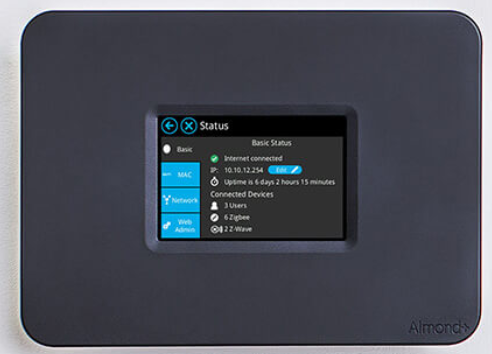 Status
Basic
MAC
Network
Web
Admin
Basic Status
Internet connected
IP: 10.10.12.254 Edit
Uptime is 6 days 2 hours 15 minutes
Connected Devices
3 Users
6 Zigbee
2 Z-Wave
Almond+